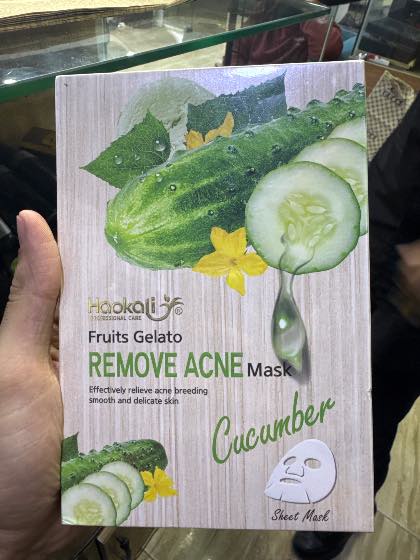 Haokali ®
PROFESSIONAL CARE
Fruits Gelato
REMOVE ACNE Mask
Effectively relieve acne breeding
smooth and delicate skin
Cucumber
Sheet Mask